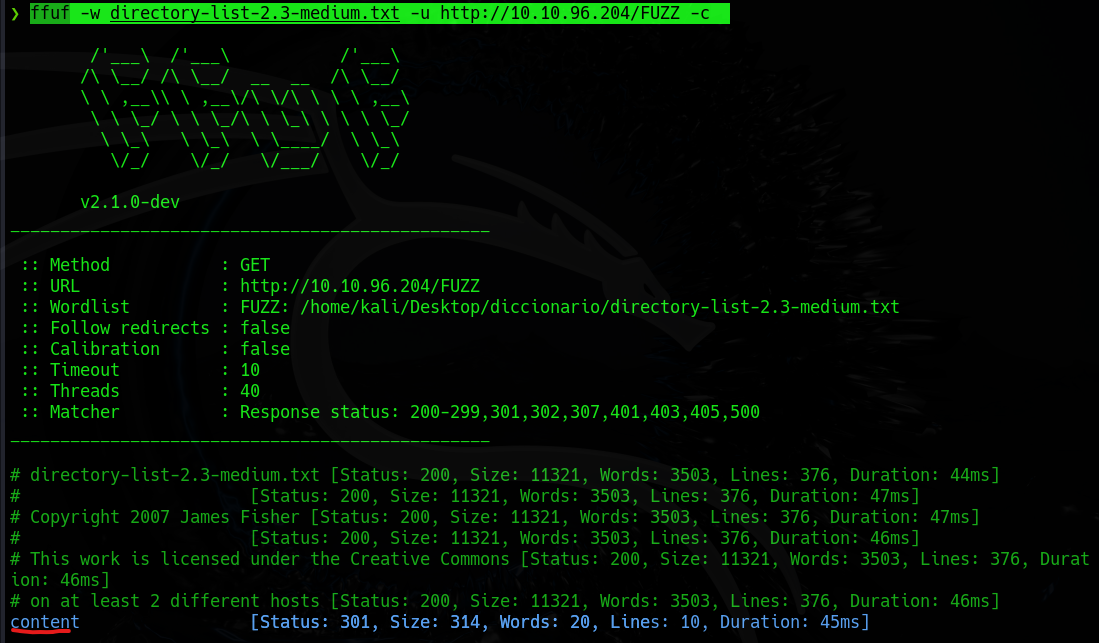 ❯ ffuf -w directory-list-2.3-medium.txt -u http://10.10.96.204/FUZZ -c
        /'___\  /'___\           /'___\
       /\ \__/ /\ \__/  __  __  /\ \__/
       \ \ ,__\\ \ ,__\/\ \/\ \ \ \ ,__\
        \ \ \_/ \ \ \_/\ \ \_\ \ \ \ \_/
         \ \_\   \ \_\  \ \____/  \ \_\
          \/_/    \/_/   \/___/    \/_/
       v2.1.0-dev
________________________________________________
 :: Method           : GET
 :: URL              : http://10.10.96.204/FUZZ
 :: Wordlist         : FUZZ: /home/kali/Desktop/diccionario/directory-list-2.3-medium.txt
 :: Follow redirects : false
 :: Calibration      : false
 :: Timeout          : 10
 :: Threads          : 40
 :: Matcher          : Response status: 200-299,301,302,307,401,403,405,500
________________________________________________
# directory-list-2.3-medium.txt [Status: 200, Size: 11321, Words: 3503, Lines: 376, Duration: 44ms]
#                       [Status: 200, Size: 11321, Words: 3503, Lines: 376, Duration: 47ms]
# Copyright 2007 James Fisher [Status: 200, Size: 11321, Words: 3503, Lines: 376, Duration: 47ms]
#                       [Status: 200, Size: 11321, Words: 3503, Lines: 376, Duration: 46ms]
# This work is licensed under the Creative Commons [Status: 200, Size: 11321, Words: 3503, Lines: 376, Durat
ion: 46ms]
# on at least 2 different hosts [Status: 200, Size: 11321, Words: 3503, Lines: 376, Duration: 46ms]
content                 [Status: 301, Size: 314, Words: 20, Lines: 10, Duration: 45ms]